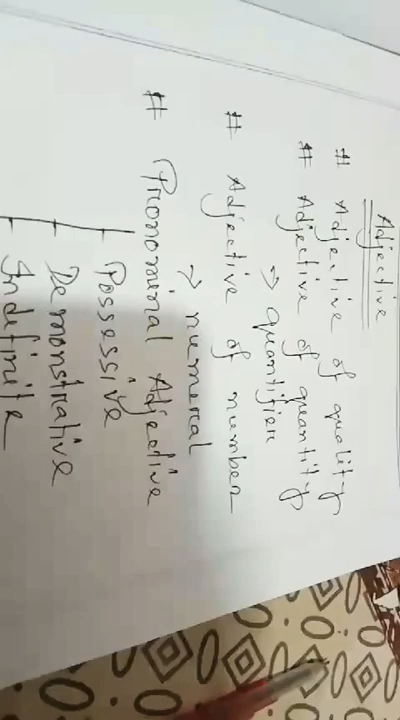 Adjective
# Adjective of quality
# Adjective of quantity
→ quantifier
# Adjective of number
→ numeral
# Pronominal Adjective
Possessive
Demonstrative
Indefinite